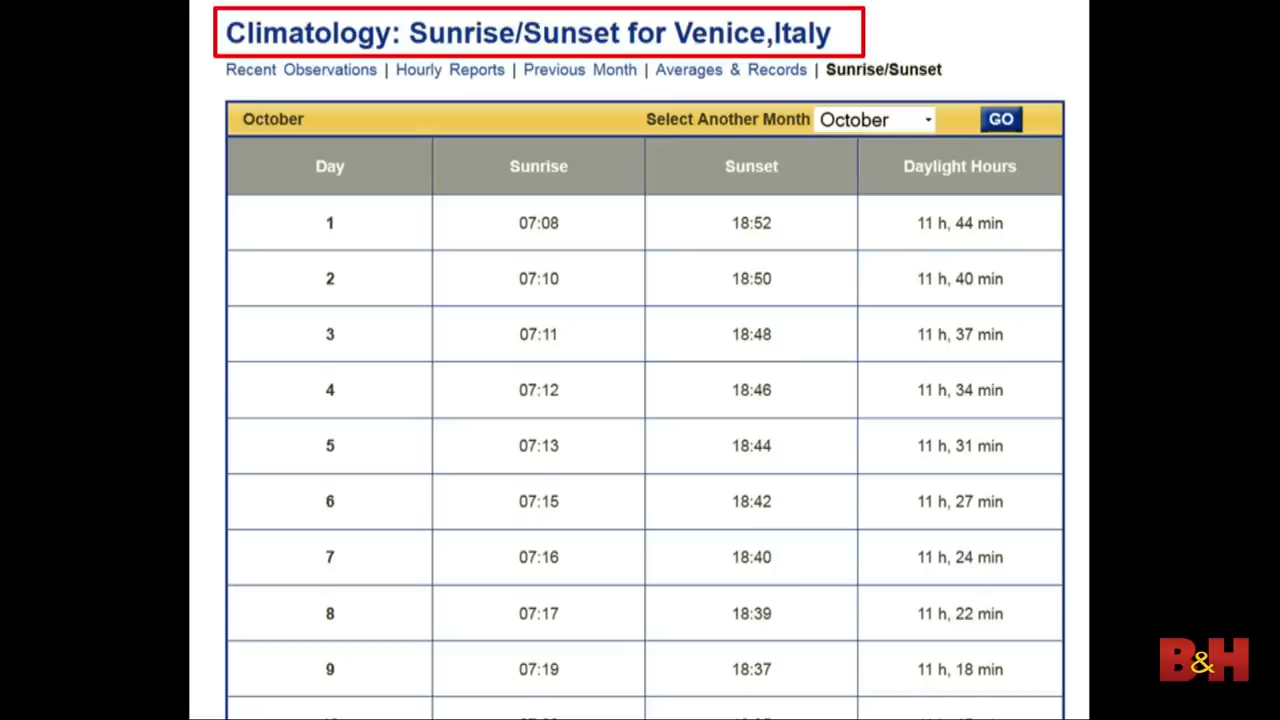 Climatology: Sunrise/Sunset for Venice,Italy
Recent Observations | Hourly Reports | Previous Month | Averages & Records | Sunrise/Sunset
October Select Another Month October GO
Day Sunrise Sunset Daylight Hours
1 07:08 18:52 11 h, 44 min
2 07:10 18:50 11 h, 40 min
3 07:11 18:48 11 h, 37 min
4 07:12 18:46 11 h, 34 min
5 07:13 18:44 11 h, 31 min
6 07:15 18:42 11 h, 27 min
7 07:16 18:40 11 h, 24 min
8 07:17 18:39 11 h, 22 min
9 07:19 18:37 11 h, 18 min
B&H